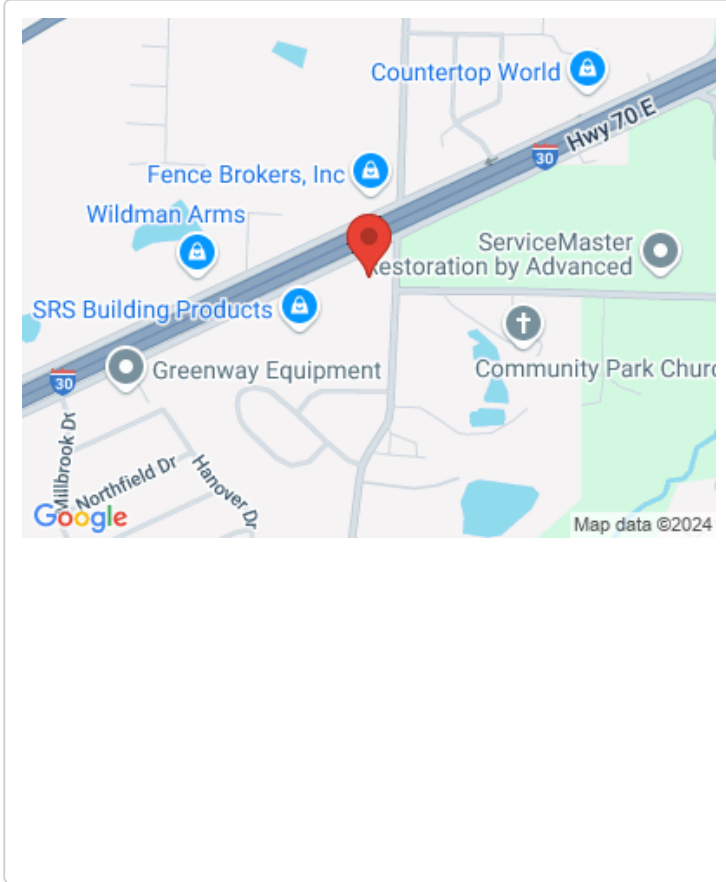 Countertop World
Hwy 70 E
30
Fence Brokers, Inc
Wildman Arms
ServiceMaster
Restoration by Advanced
SRS Building Products
Community Park Churc
Greenway Equipment
30
Millbrook Dr
Northfield Dr
Hanover Dr
Google
Map data ©2024